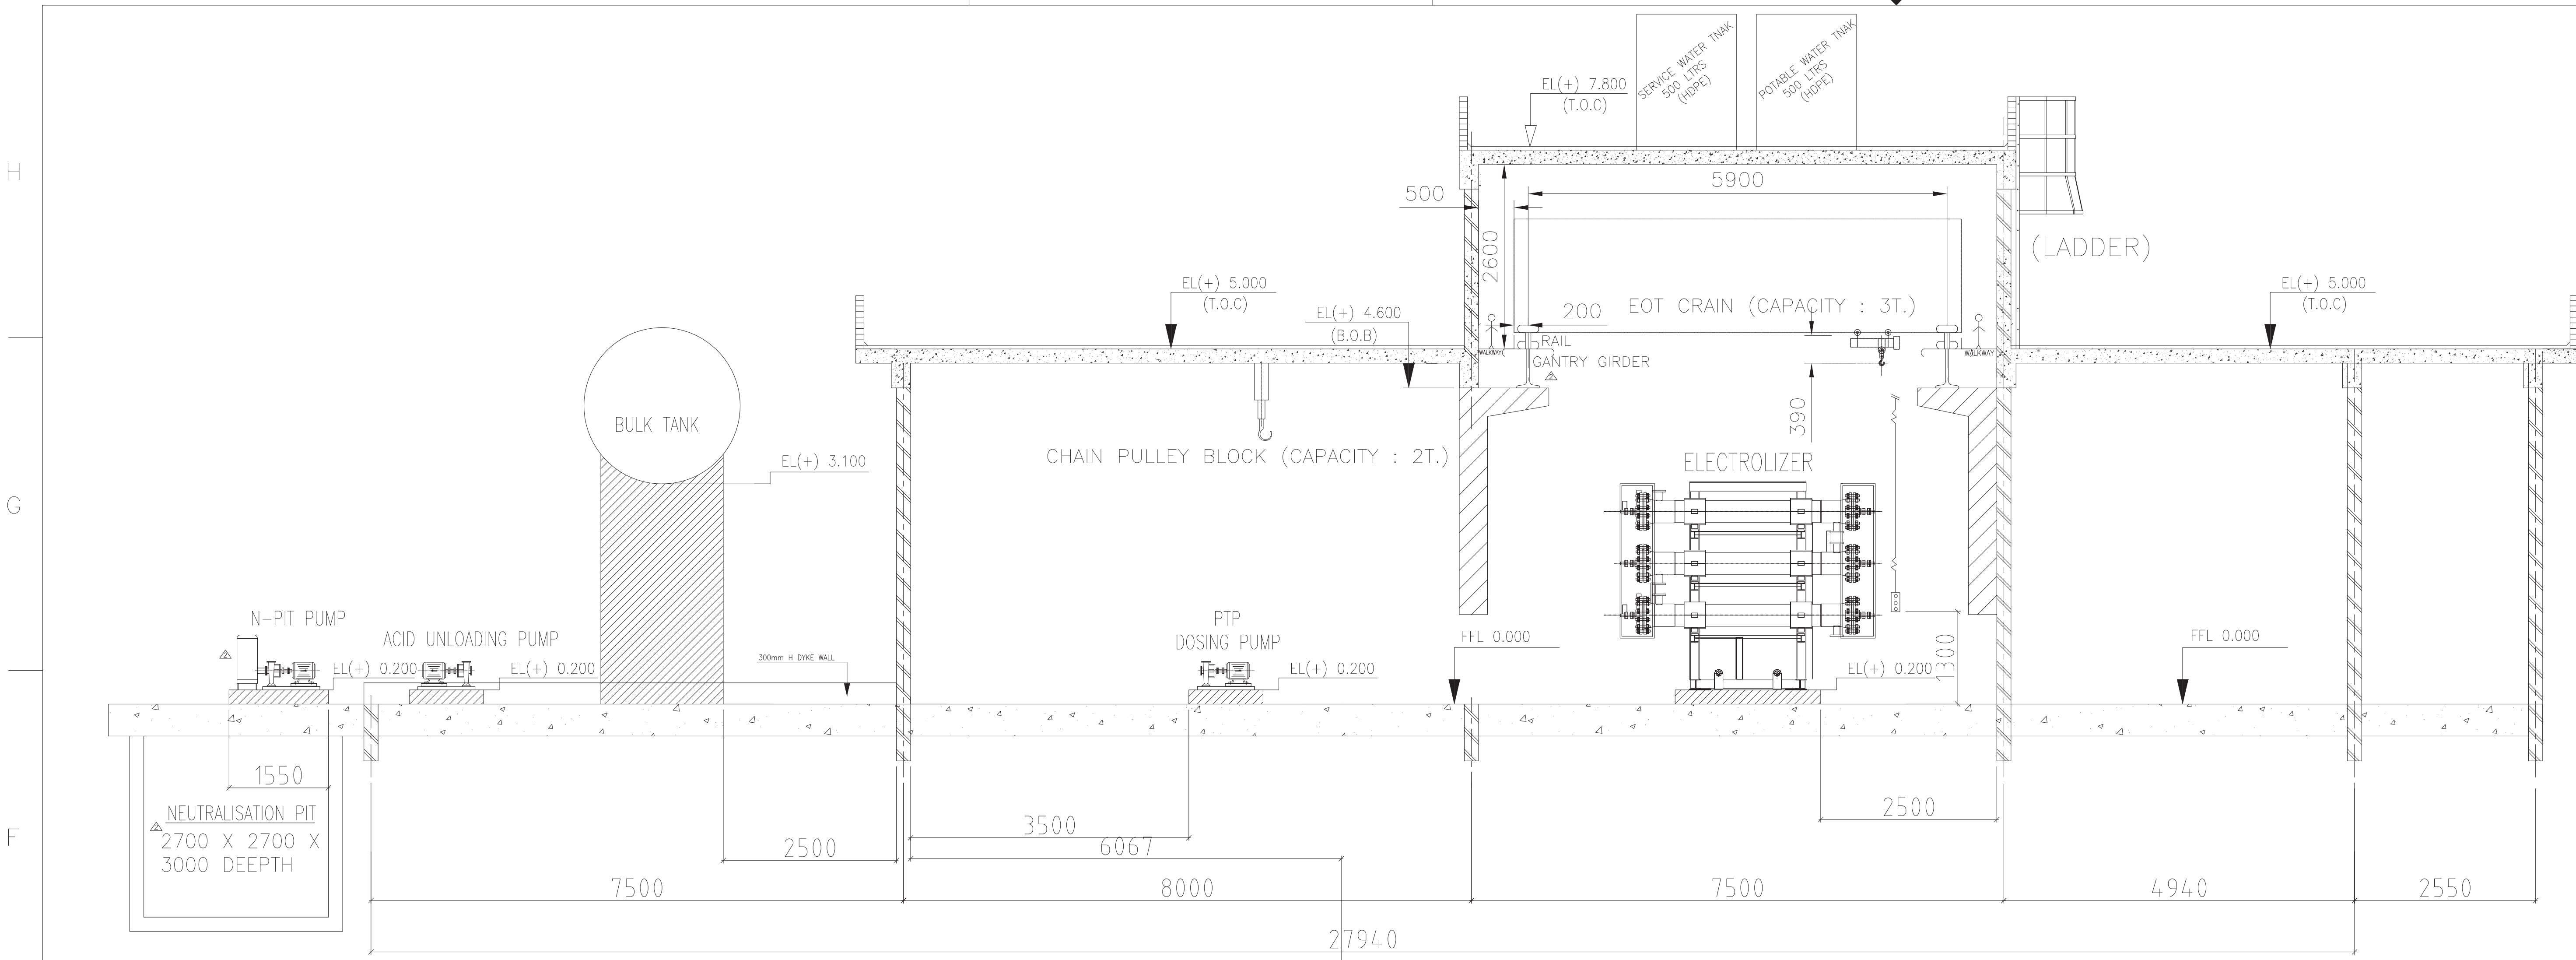 SERVICE WATER TNAK
500 LTRS
(HDPE)
POTABLE WATER TNAK
500 LTRS
(HDPE)
EL(+) 7.800
(T.O.C)
H
5900
500
2600
(LADDER)
EL(+) 5.000
(T.O.C)
EL(+) 5.000
(T.O.C)
EL(+) 4.600
(B.O.B)
200
EOT CRAIN (CAPACITY : 3T.)
RAIL
WALKWAY
WALKWAY
GANTRY GIRDER
2
390
BULK TANK
CHAIN PULLEY BLOCK (CAPACITY : 2T.)
EL(+) 3.100
ELECTROLIZER
G
N-PIT PUMP
2
ACID UNLOADING PUMP
PTP
DOSING PUMP
FFL 0.000
FFL 0.000
300mm H DYKE WALL
EL(+) 0.200
EL(+) 0.200
EL(+) 0.200
EL(+) 0.200
1300
1550
NEUTRALISATION PIT
2
2700 X 2700 X
3000 DEEPTH
F
2500
3500
6067
2500
7500
8000
7500
4940
2550
27940